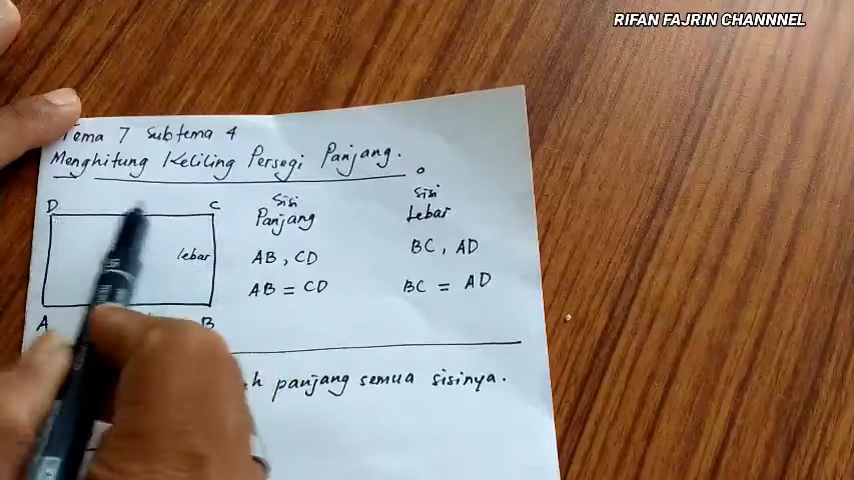 RIFAN FAJRIN CHANNNEL
Tema 7 Subtema 4
Menghitung Keliling Persegi Panjang.
D C
Sisi Panjang
Sisi Lebar
lebar
AB, CD
BC, AD
AB = CD
BC = AD
A B
panjang semua sisinya.